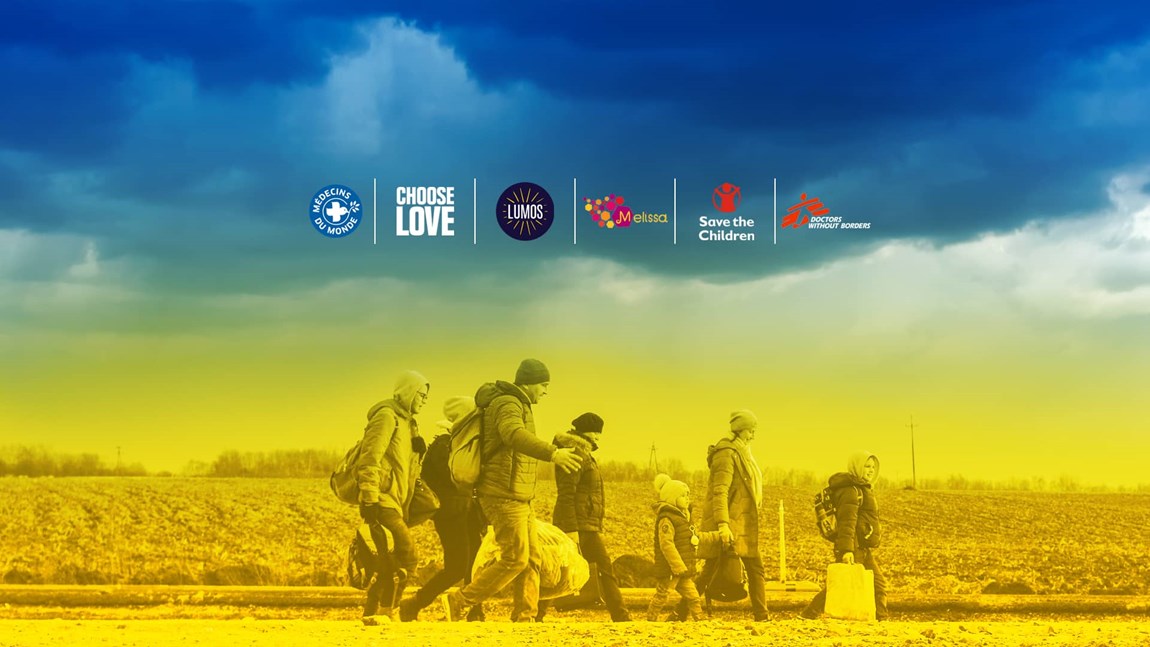 MÉDECINS
DU MONDE
CHOOSE
LOVE
LUMOS
Melissa
Save the
Children
DOCTORS
WITHOUT BORDERS